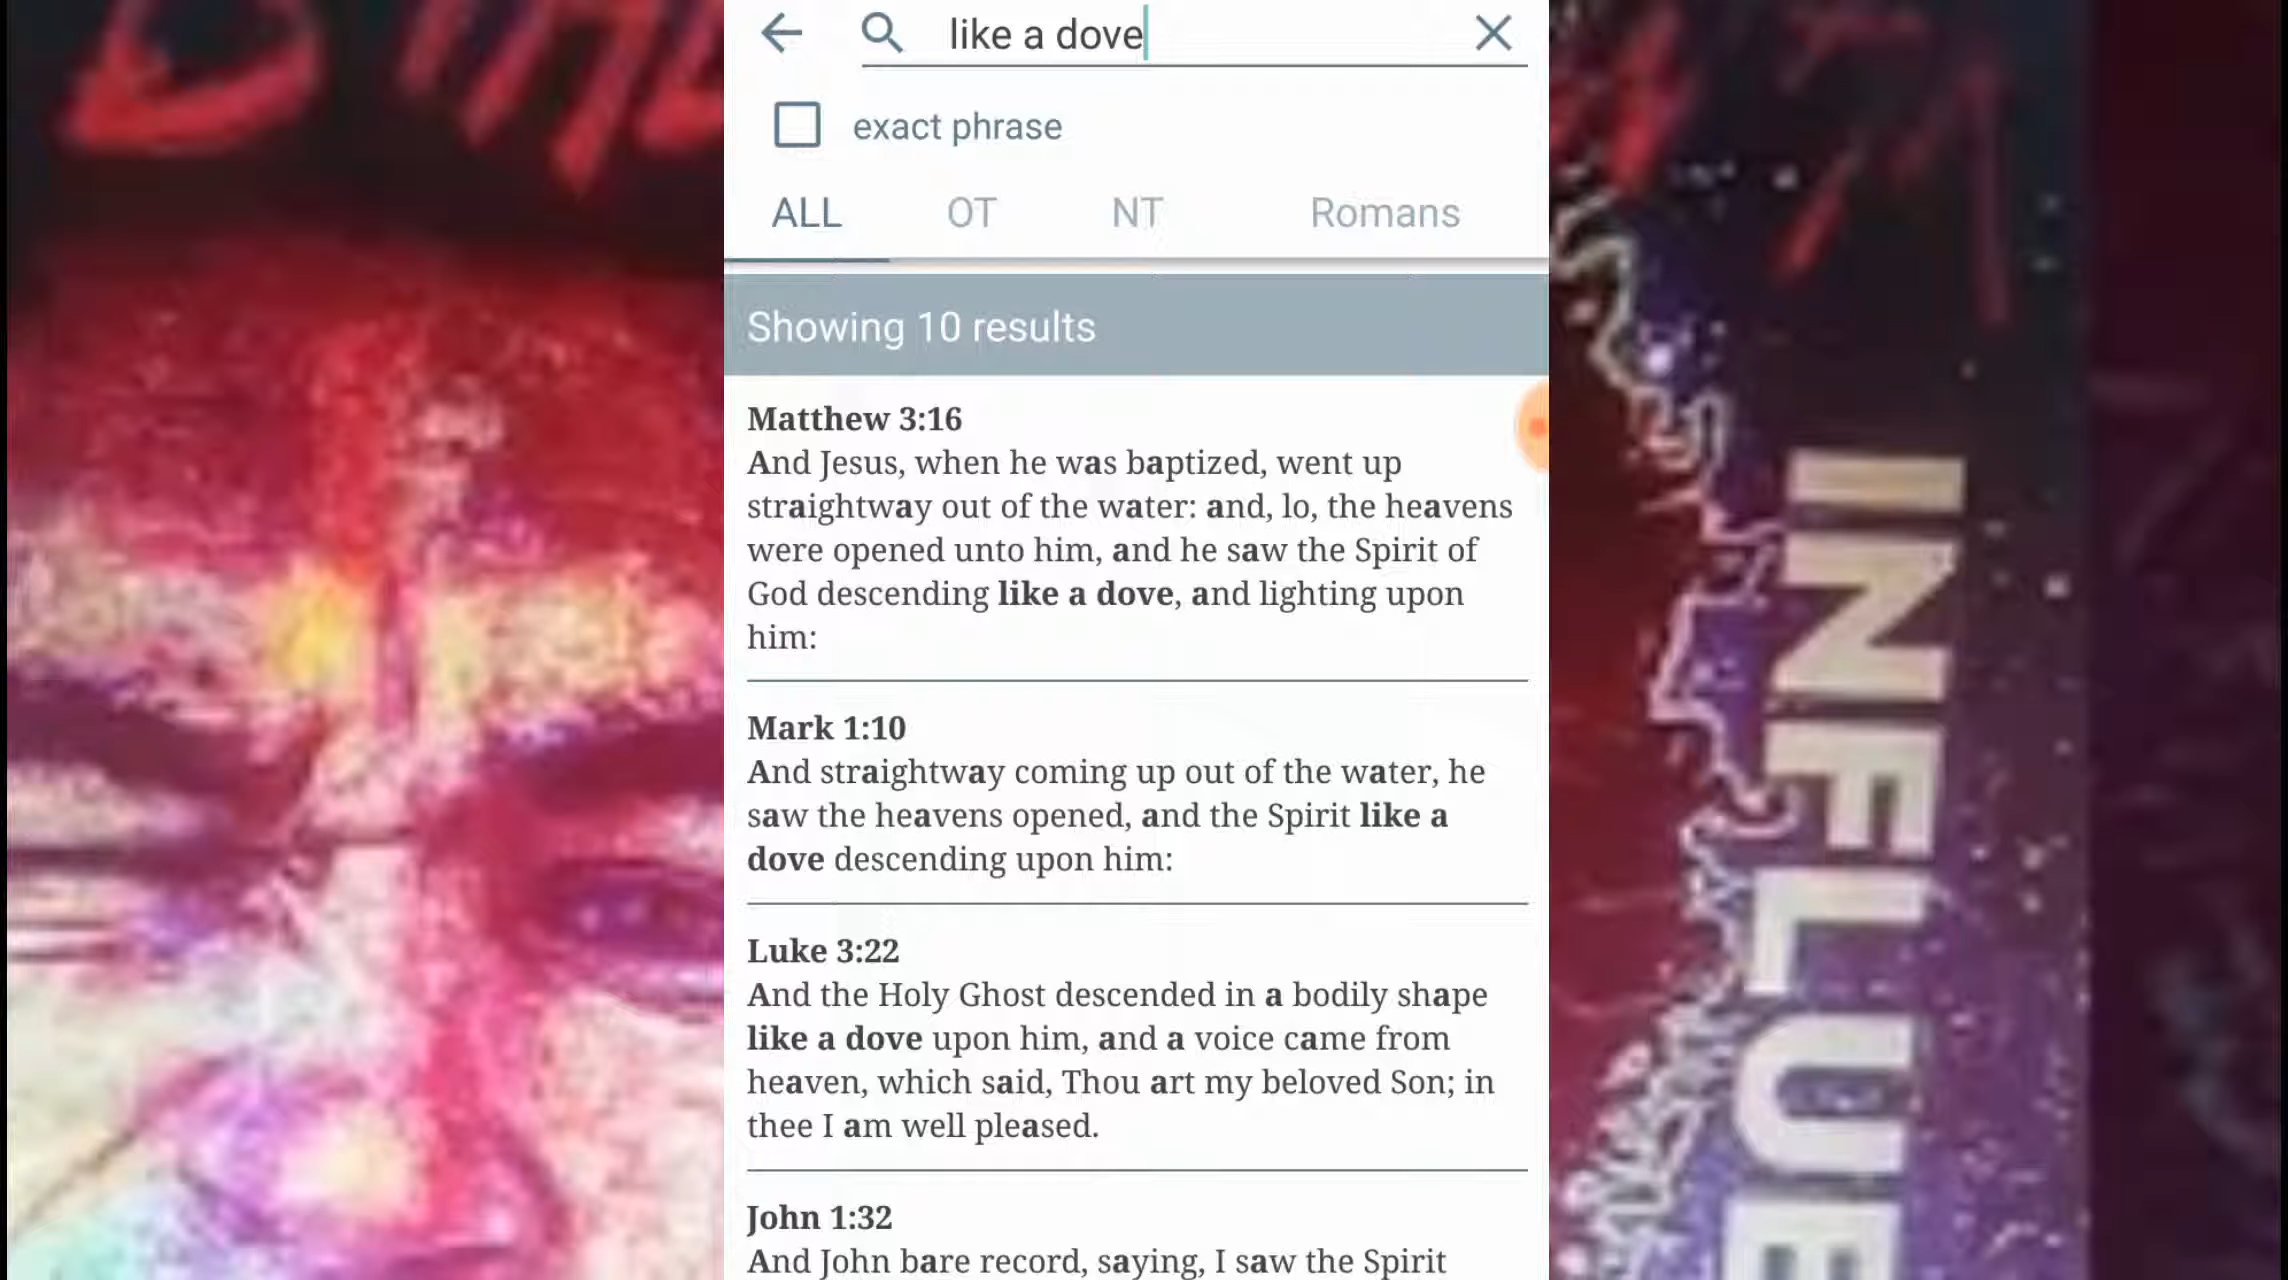 like a dove
exact phrase
ALL OT NT Romans
Showing 10 results
Matthew 3:16
And Jesus, when he was baptized, went up
straightway out of the water: and, lo, the heavens
were opened unto him, and he saw the Spirit of
God descending like a dove, and lighting upon
him:
Mark 1:10
And straightway coming up out of the water, he
saw the heavens opened, and the Spirit like a
dove descending upon him:
Luke 3:22
And the Holy Ghost descended in a bodily shape
like a dove upon him, and a voice came from
heaven, which said, Thou art my beloved Son; in
thee I am well pleased.
John 1:32
And John bare record, saying, I saw the Spirit
INFLUE